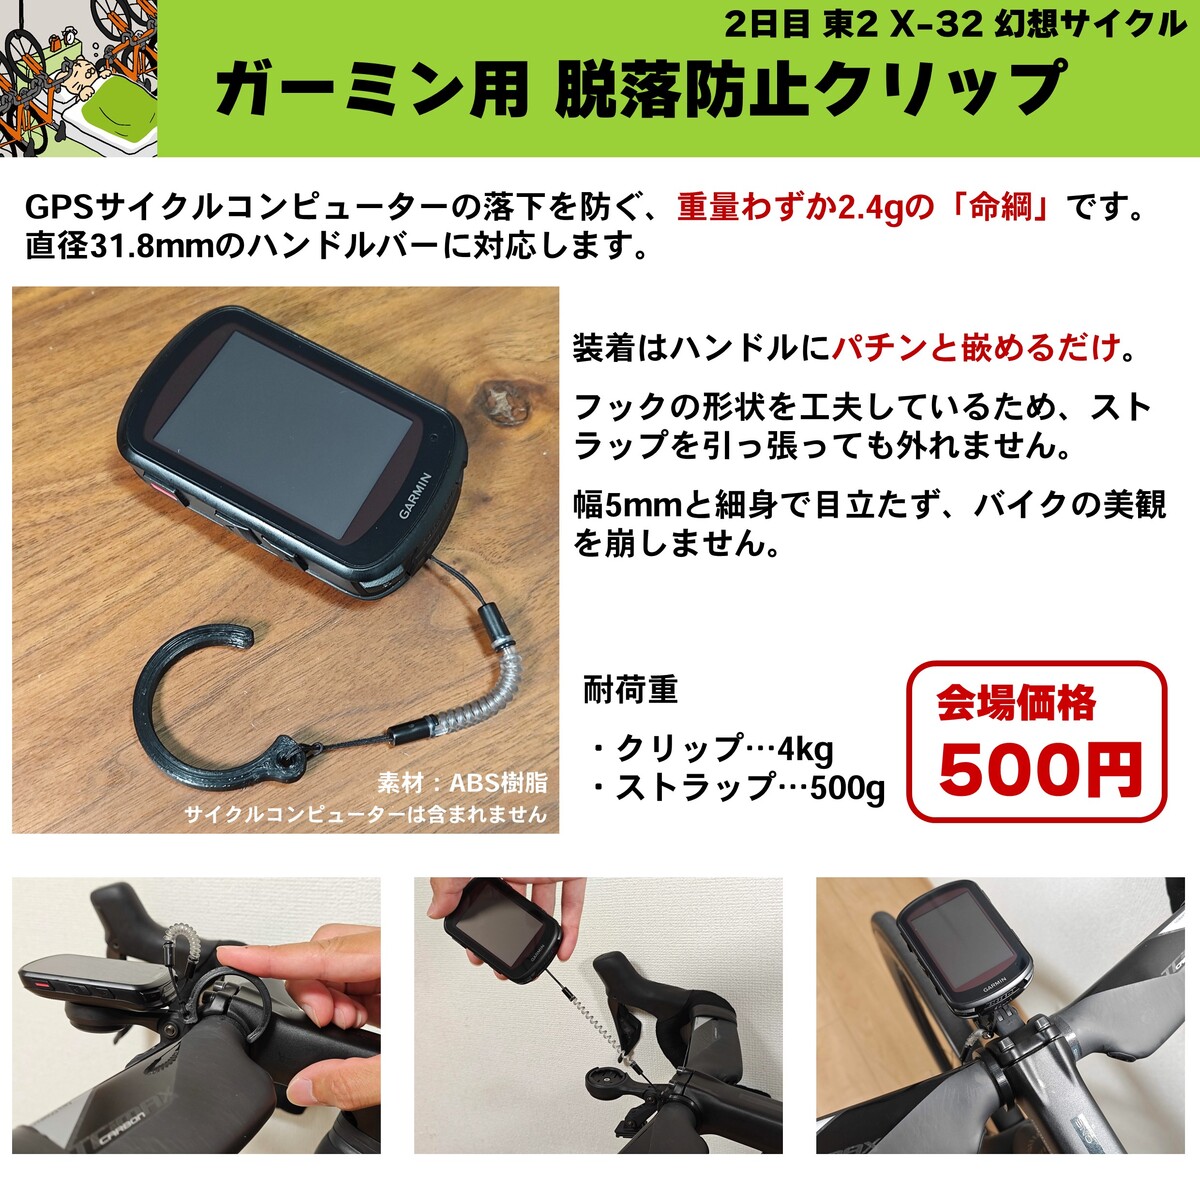 2日目 東2 X-32 幻想サイクル
ガーミン用 脱落防止クリップ
GPSサイクルコンピューターの落下を防ぐ、重量わずか2.4gの「命綱」です。
直径31.8mmのハンドルバーに対応します。
装着はハンドルにパチンと嵌めるだけ。
フックの形状を工夫しているため、スト
ラップを引っ張っても外れません。
幅5mmと細身で目立たず、バイクの美観
を崩しません。
GARMIN
素材：ABS樹脂
サイクルコンピューターは含まれません
耐荷重
・クリップ…4kg
・ストラップ…500g
会場価格
500円
CARBON
GARMIN
GARMIN